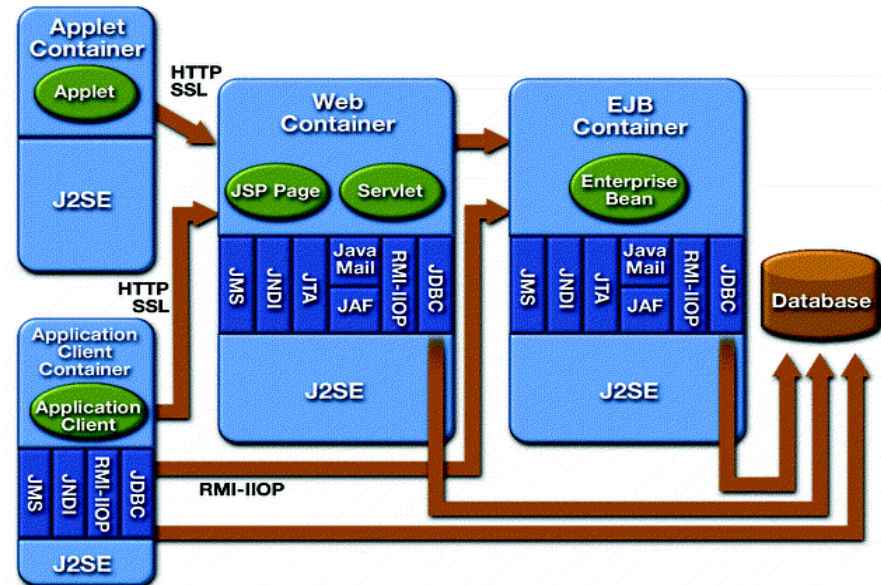 Applet
Container
Applet
J2SE
HTTP
SSL
Web
Container
JSP Page
Servlet
JMS
JNDI
JTA
Java
Mail
JAF
RMI-IIOP
JDBC
J2SE
EJB
Container
Enterprise
Bean
JMS
JNDI
JTA
Java
Mail
JAF
RMI-IIOP
JDBC
J2SE
Database
HTTP
SSL
Application
Client
Container
Application
Client
JMS
JNDI
RMI-IIOP
JDBC
J2SE
RMI-IIOP